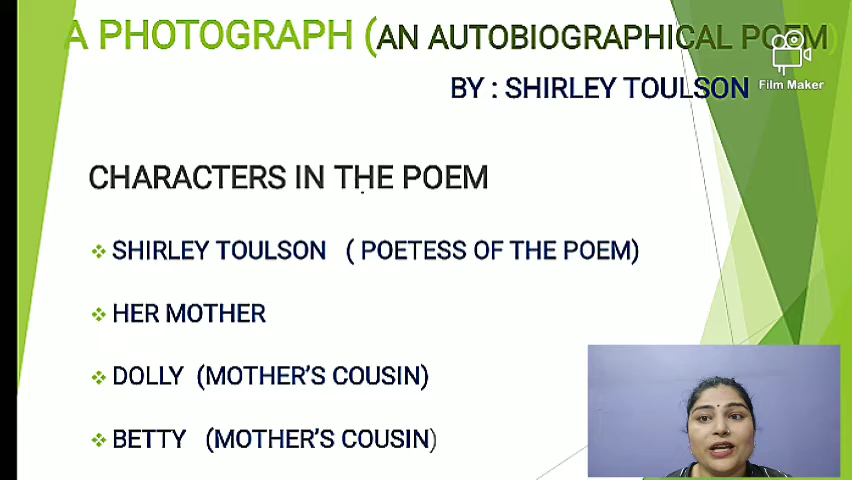 A PHOTOGRAPH (AN AUTOBIOGRAPHICAL POEM)
BY : SHIRLEY TOULSON
Film Maker
CHARACTERS IN THE POEM
SHIRLEY TOULSON ( POETESS OF THE POEM)
HER MOTHER
DOLLY (MOTHER'S COUSIN)
BETTY (MOTHER'S COUSIN)